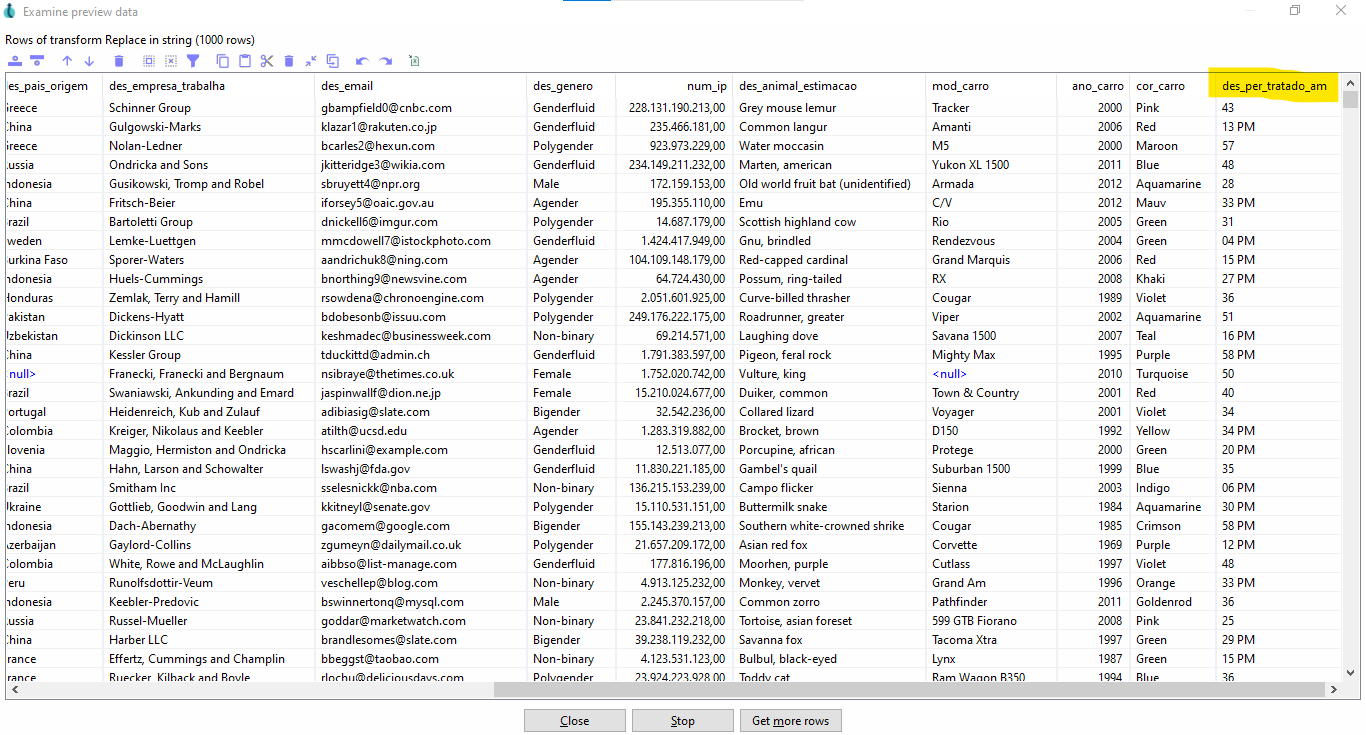 Examine preview data
Rows of transform Replace in string (1000 rows)
des_pais_origem des_empresa_trabalha des_email des_genero num_ip des_animal_estimacao mod_carro ano_carro cor_carro des_per_tratado_am
Greece Schinner Group gbampfield0@cnbc.com Genderfluid 228.131.190.213,00 Grey mouse lemur Tracker 2000 Pink 43
China Gulgowski-Marks klazar1@rakuten.co.jp Genderfluid 235.466.181,00 Common langur Amanti 2006 Red 13 PM
Greece Nolan-Ledner bcarles2@hexun.com Polygender 923.973.229,00 Water moccasin M5 2000 Maroon 57
Russia Ondricka and Sons jkitteridge3@wikia.com Genderfluid 234.149.211.232,00 Marten, american Yukon XL 1500 2011 Blue 48
Indonesia Gusikowski, Tromp and Robel sbruyett4@npr.org Male 172.159.153,00 Old world fruit bat (unidentified) Armada 2012 Aquamarine 28
China Fritsch-Beier iforsey5@oaic.gov.au Agender 195.355.110,00 Emu C/V 2012 Mauv 33 PM
Brazil Bartoletti Group dnickell6@imgur.com Polygender 14.687.179,00 Scottish highland cow Rio 2005 Green 31
Sweden Lemke-Luettgen mmcdowell7@istockphoto.com Genderfluid 1.424.417.949,00 Gnu, brindled Rendezvous 2004 Green 04 PM
Burkina Faso Sporer-Waters aandrichuk8@ning.com Agender 104.109.148.179,00 Red-capped cardinal Grand Marquis 2006 Red 15 PM
Indonesia Huels-Cummings bnorthing9@newsvine.com Agender 64.724.430,00 Possum, ring-tailed RX 2008 Khaki 27 PM
Honduras Zemlak, Terry and Hamill rsowdena@chronoengine.com Polygender 2.051.601.925,00 Curve-billed thrasher Cougar 1989 Violet 36
Pakistan Dickens-Hyatt bdobesonb@issuu.com Polygender 249.176.222.175,00 Roadrunner, greater Viper 2002 Aquamarine 51
Uzbekistan Dickinson LLC keshmadec@businessweek.com Non-binary 69.214.571,00 Laughing dove Savana 1500 2007 Teal 16 PM
China Kessler Group tduckittd@admin.ch Genderfluid 1.791.383.597,00 Pigeon, feral rock Mighty Max 1995 Purple 58 PM
<null> Franecki, Franecki and Bergnaum nsibraye@thetimes.co.uk Female 1.752.020.742,00 Vulture, king <null> 2010 Turquoise 50
Brazil Swaniawski, Ankunding and Emard jaspinwallf@dion.ne.jp Female 15.210.024.677,00 Duiker, common Town & Country 2001 Red 40
Portugal Heidenreich, Kub and Zulauf adibiasig@slate.com Bigender 32.542.236,00 Collared lizard Voyager 2001 Violet 34
Colombia Kreiger, Nikolaus and Keebler atilth@ucsd.edu Agender 1.283.319.882,00 Brocket, brown D150 1992 Yellow 34 PM
Slovenia Maggio, Hermiston and Ondricka hscarlini@example.com Genderfluid 12.513.077,00 Porcupine, african Protege 2000 Green 20 PM
China Hahn, Larson and Schowalter lswashj@fda.gov Genderfluid 11.830.221.185,00 Gambel's quail Suburban 1500 1999 Blue 35
Brazil Smitham Inc sselesnickk@nba.com Non-binary 136.215.153.239,00 Campo flicker Sienna 2003 Indigo 06 PM
Ukraine Gottlieb, Goodwin and Lang kkitneyl@senate.gov Polygender 15.110.531.151,00 Buttermilk snake Starion 1984 Aquamarine 30 PM
Indonesia Dach-Abernathy gacomem@google.com Bigender 155.143.239.213,00 Southern white-crowned shrike Cougar 1985 Crimson 58 PM
Azerbaijan Gaylord-Collins zgumeyn@dailymail.co.uk Polygender 21.657.209.172,00 Asian red fox Corvette 1969 Purple 12 PM
Colombia White, Rowe and McLaughlin aibbso@list-manage.com Female 177.816.196,00 Moorhen, purple Cutlass 1997 Violet 48
Peru Runolfsdottir-Veum veschellep@blog.com Non-binary 4.913.125.232,00 Monkey, vervet Grand Am 1996 Orange 33 PM
Indonesia Keebler-Predovic bswinnertonq@mysql.com Male 2.245.370.157,00 Common zorro Pathfinder 2011 Goldenrod 36
Russia Russel-Mueller goddar@marketwatch.com Non-binary 23.841.232.218,00 Tortoise, asian foreset 599 GTB Fiorano 2008 Pink 25
China Harber LLC brandlesomes@slate.com Bigender 39.238.119.232,00 Savanna fox Tacoma Xtra 1997 Green 29 PM
France Effertz, Cummings and Champlin bbeggst@taobao.com Non-binary 4.123.531.123,00 Bulbul, black-eyed Lynx 1987 Green 15 PM
France Ruecker, Kilback and Boyle rlochu@deliciousdays.com Polygender 23.924.223.928,00 Toddy cat Ram Wagon B350 1994 Blue 36
Close Stop Get more rows